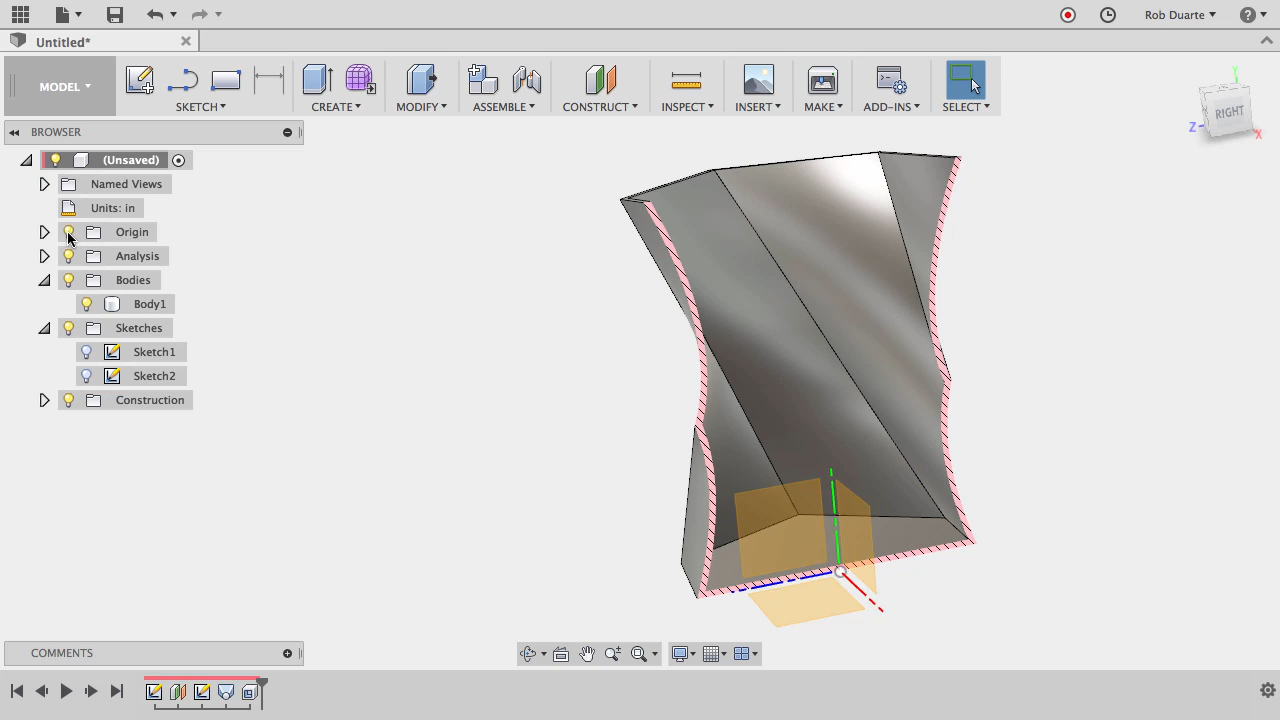 Rob Duarte
?
Untitled*
MODEL
SKETCH
CREATE
MODIFY
ASSEMBLE
CONSTRUCT
INSPECT
INSERT
MAKE
ADD-INS
SELECT
Y
RIGHT
Z
X
BROWSER
(Unsaved)
Named Views
Units: in
Origin
Analysis
Bodies
Body1
Sketches
Sketch1
Sketch2
Construction
COMMENTS